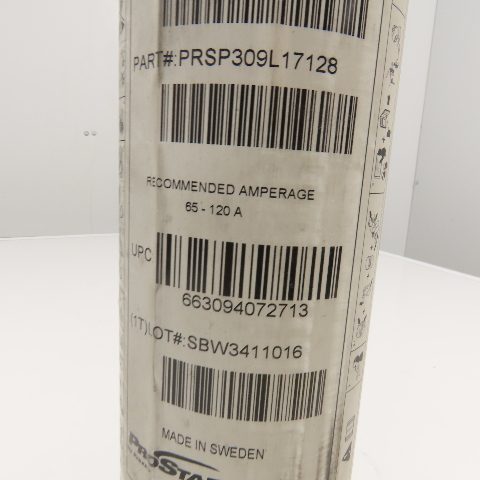 PART#:PRSP309L17128
RECOMMENDED AMPERAGE
65 - 120 A
UPC
663094072713
(1T)LOT#:SBW3411016
MADE IN SWEDEN